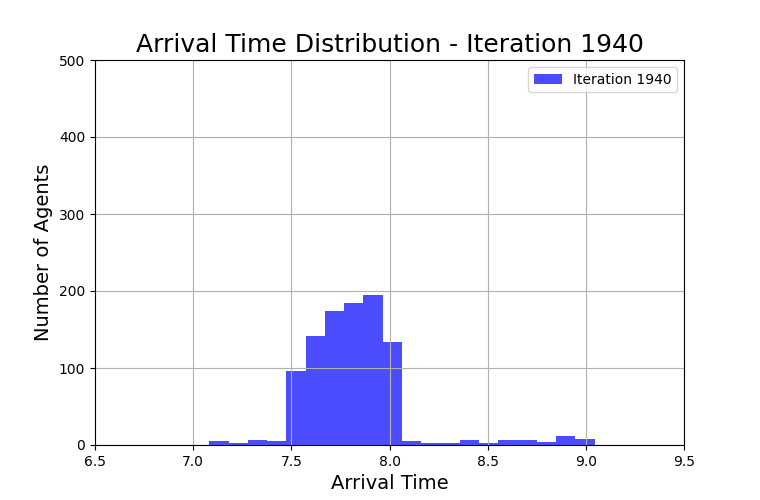 Arrival Time Distribution - Iteration 1940
500
Iteration 1940
400
300
200
100
0
Number of Agents
6.5 7.0 7.5 8.0 8.5 9.0 9.5
Arrival Time